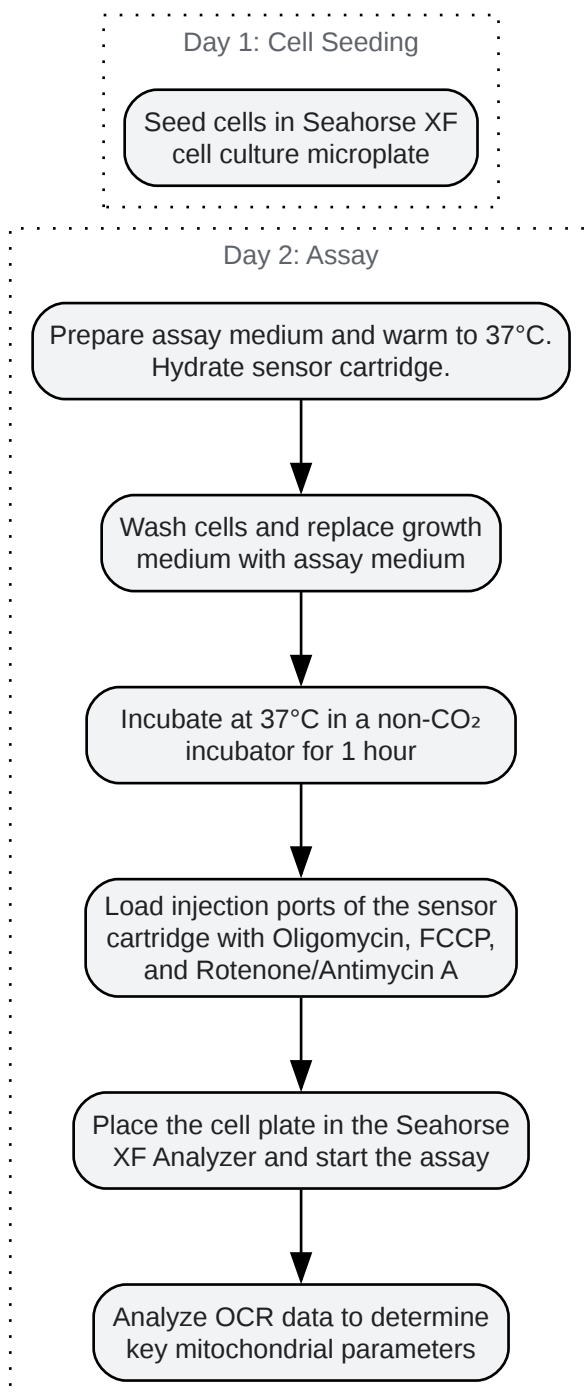 Day 1: Cell Seeding
Seed cells in Seahorse XF
cell culture microplate
Day 2: Assay
Prepare assay medium and warm to 37°C.
Hydrate sensor cartridge.
Wash cells and replace growth
medium with assay medium
Incubate at 37°C in a non-CO₂
incubator for 1 hour
Load injection ports of the sensor
cartridge with Oligomycin, FCCP,
and Rotenone/Antimycin A
Place the cell plate in the Seahorse
XF Analyzer and start the assay
Analyze OCR data to determine
key mitochondrial parameters